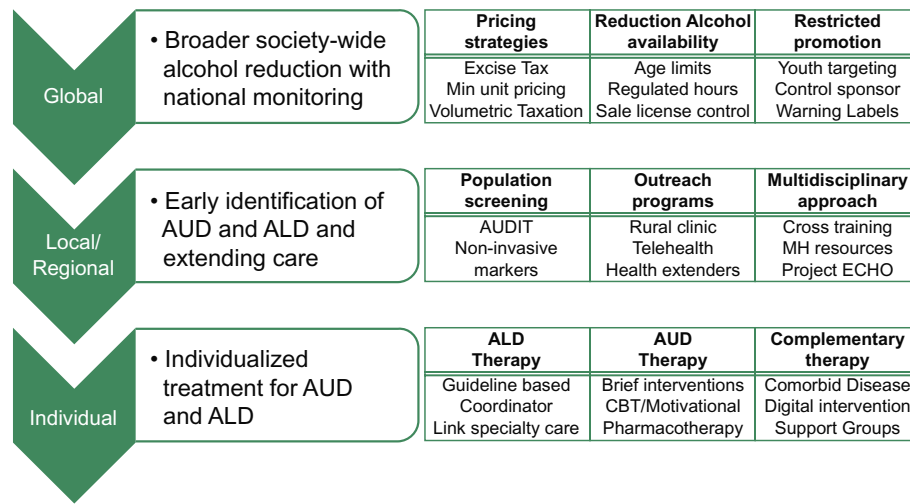 Global
• Broader society-wide
alcohol reduction with
national monitoring
Pricing
strategies
Excise Tax
Min unit pricing
Volumetric Taxation
Reduction Alcohol
availability
Age limits
Regulated hours
Sale license control
Restricted
promotion
Youth targeting
Control sponsor
Warning Labels
Local/
Regional
• Early identification of
AUD and ALD and
extending care
Population
screening
AUDIT
Non-invasive
markers
Outreach
programs
Rural clinic
Telehealth
Health extenders
Multidisciplinary
approach
Cross training
MH resources
Project ECHO
Individual
• Individualized
treatment for AUD
and ALD
ALD
Therapy
Guideline based
Coordinator
Link specialty care
AUD
Therapy
Brief interventions
CBT/Motivational
Pharmacotherapy
Complementary
therapy
Comorbid Disease
Digital intervention
Support Groups